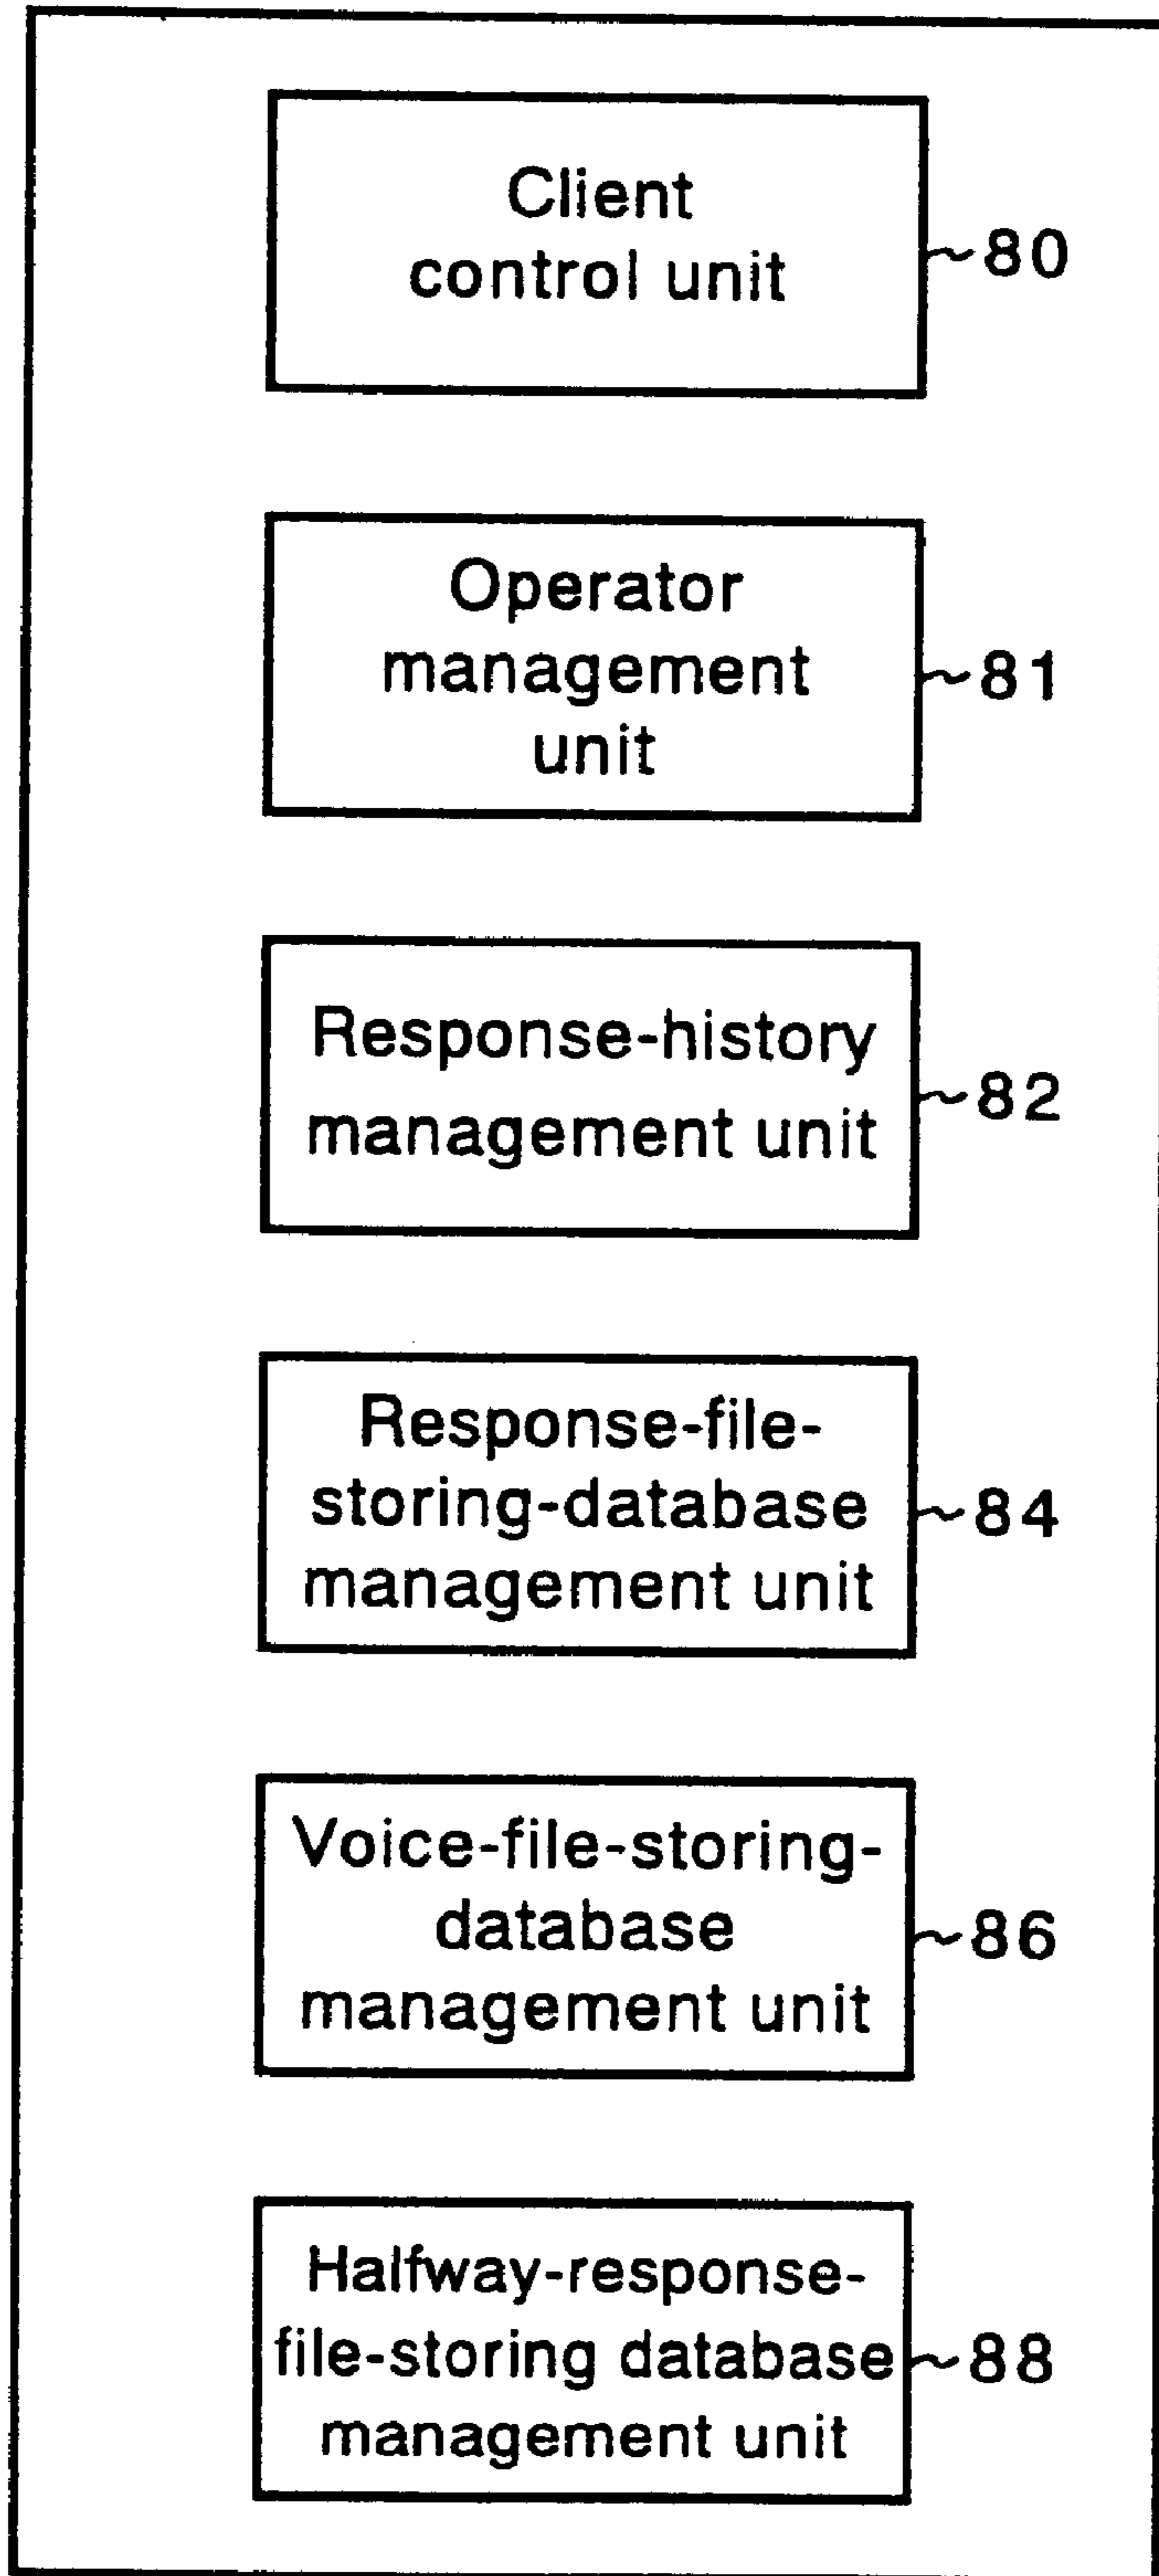 Client
control unit
~80
Operator
management
unit
~81
Response-history
management unit
~82
Response-file-
storing-database
management unit
~84
Voice-file-storing-
database
management unit
~86
Halfway-response-
file-storing database
management unit
~88